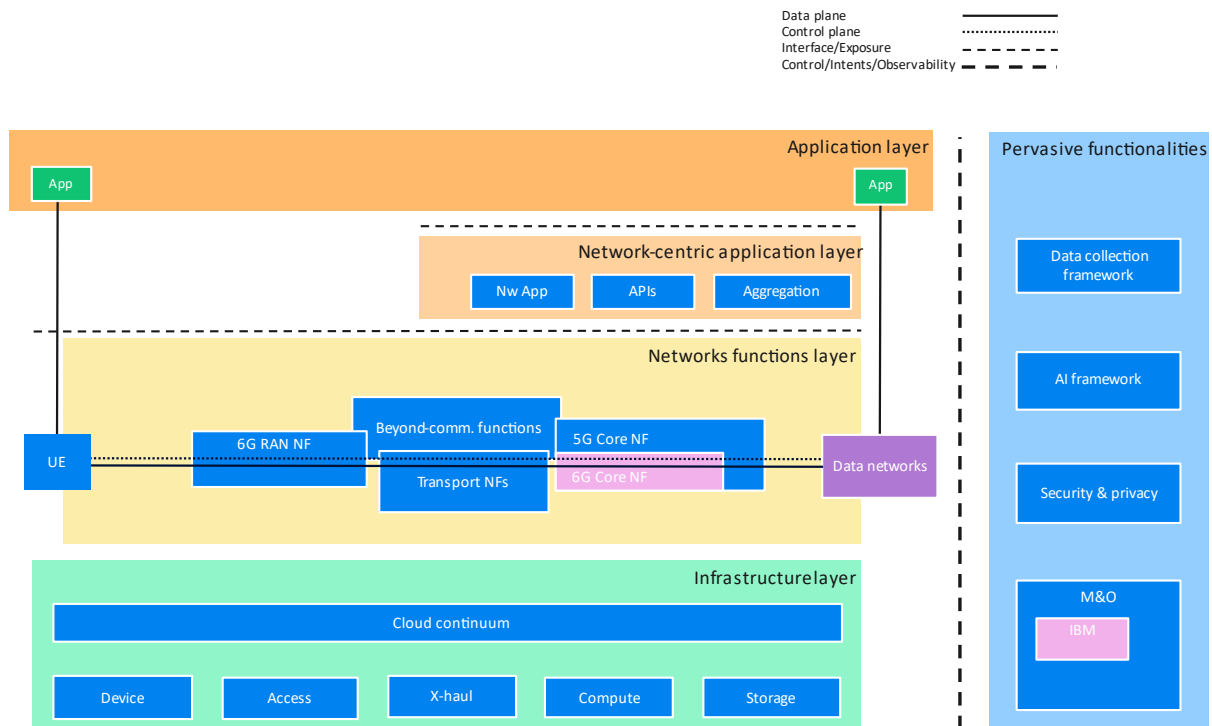 Data plane
Control plane
Interface/Exposure
Control/Intents/Observability
Application layer
App
App
Network-centric application layer
Nw App
APIs
Aggregation
Networks functions layer
Beyond-comm. functions
6G RAN NF
5G Core NF
UE
Transport NFs
6G Core NF
Data networks
Infrastructurelayer
Cloud continuum
Device
Access
X-haul
Compute
Storage
Pervasive functionalities
Data collection
framework
AI framework
Security & privacy
M&O
IBM